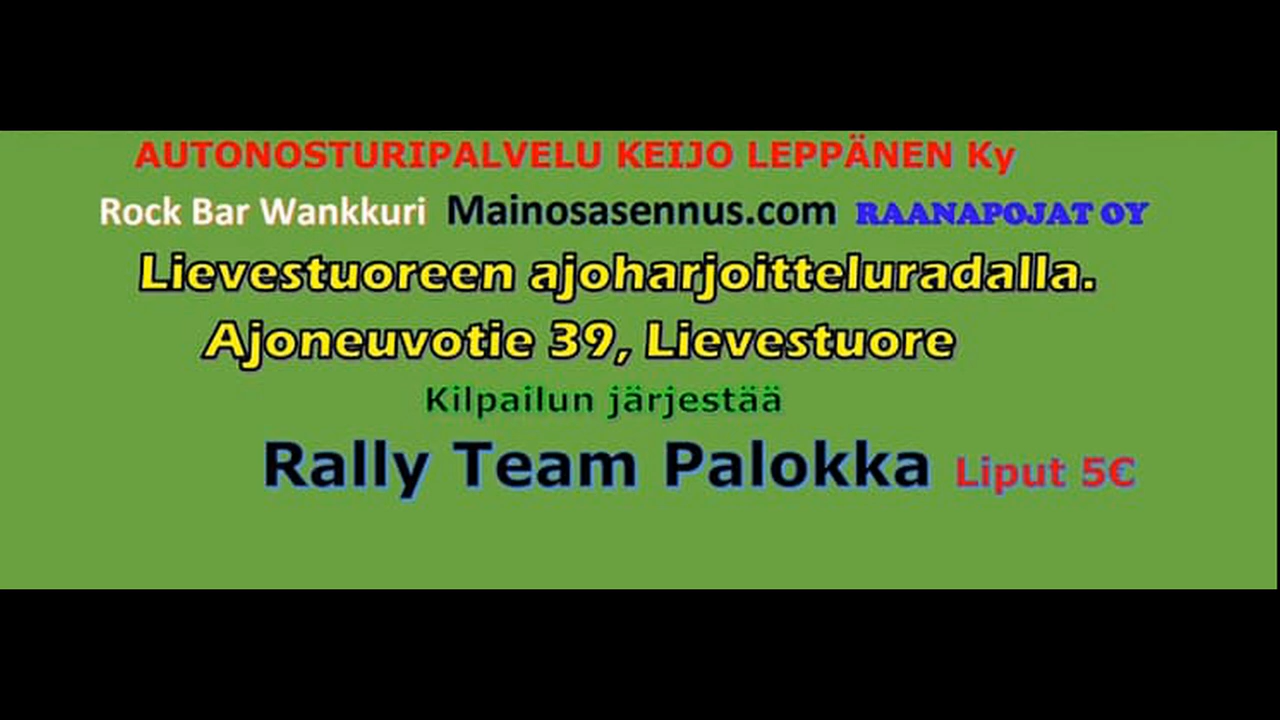 AUTONOSTURIPALVELU KEIJO LEPPÄNEN Ky
Rock Bar Wankkuri Mainosasennus.com RAANAPOJAT OY
Lievestuoreen ajoharjoitteluradalla.
Ajoneuvotie 39, Lievestuore
Kilpailun järjestää
Rally Team Palokka Liput 5€